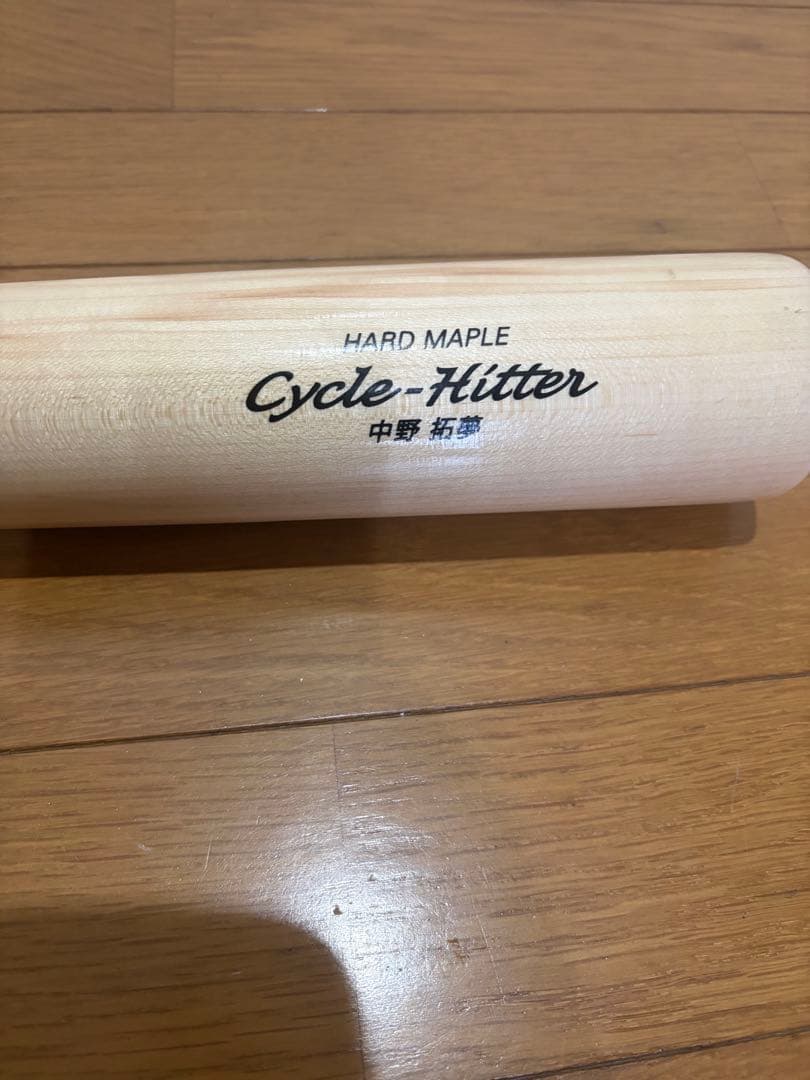 HARD MAPLE
Cycle-Hitter
中野 拓夢